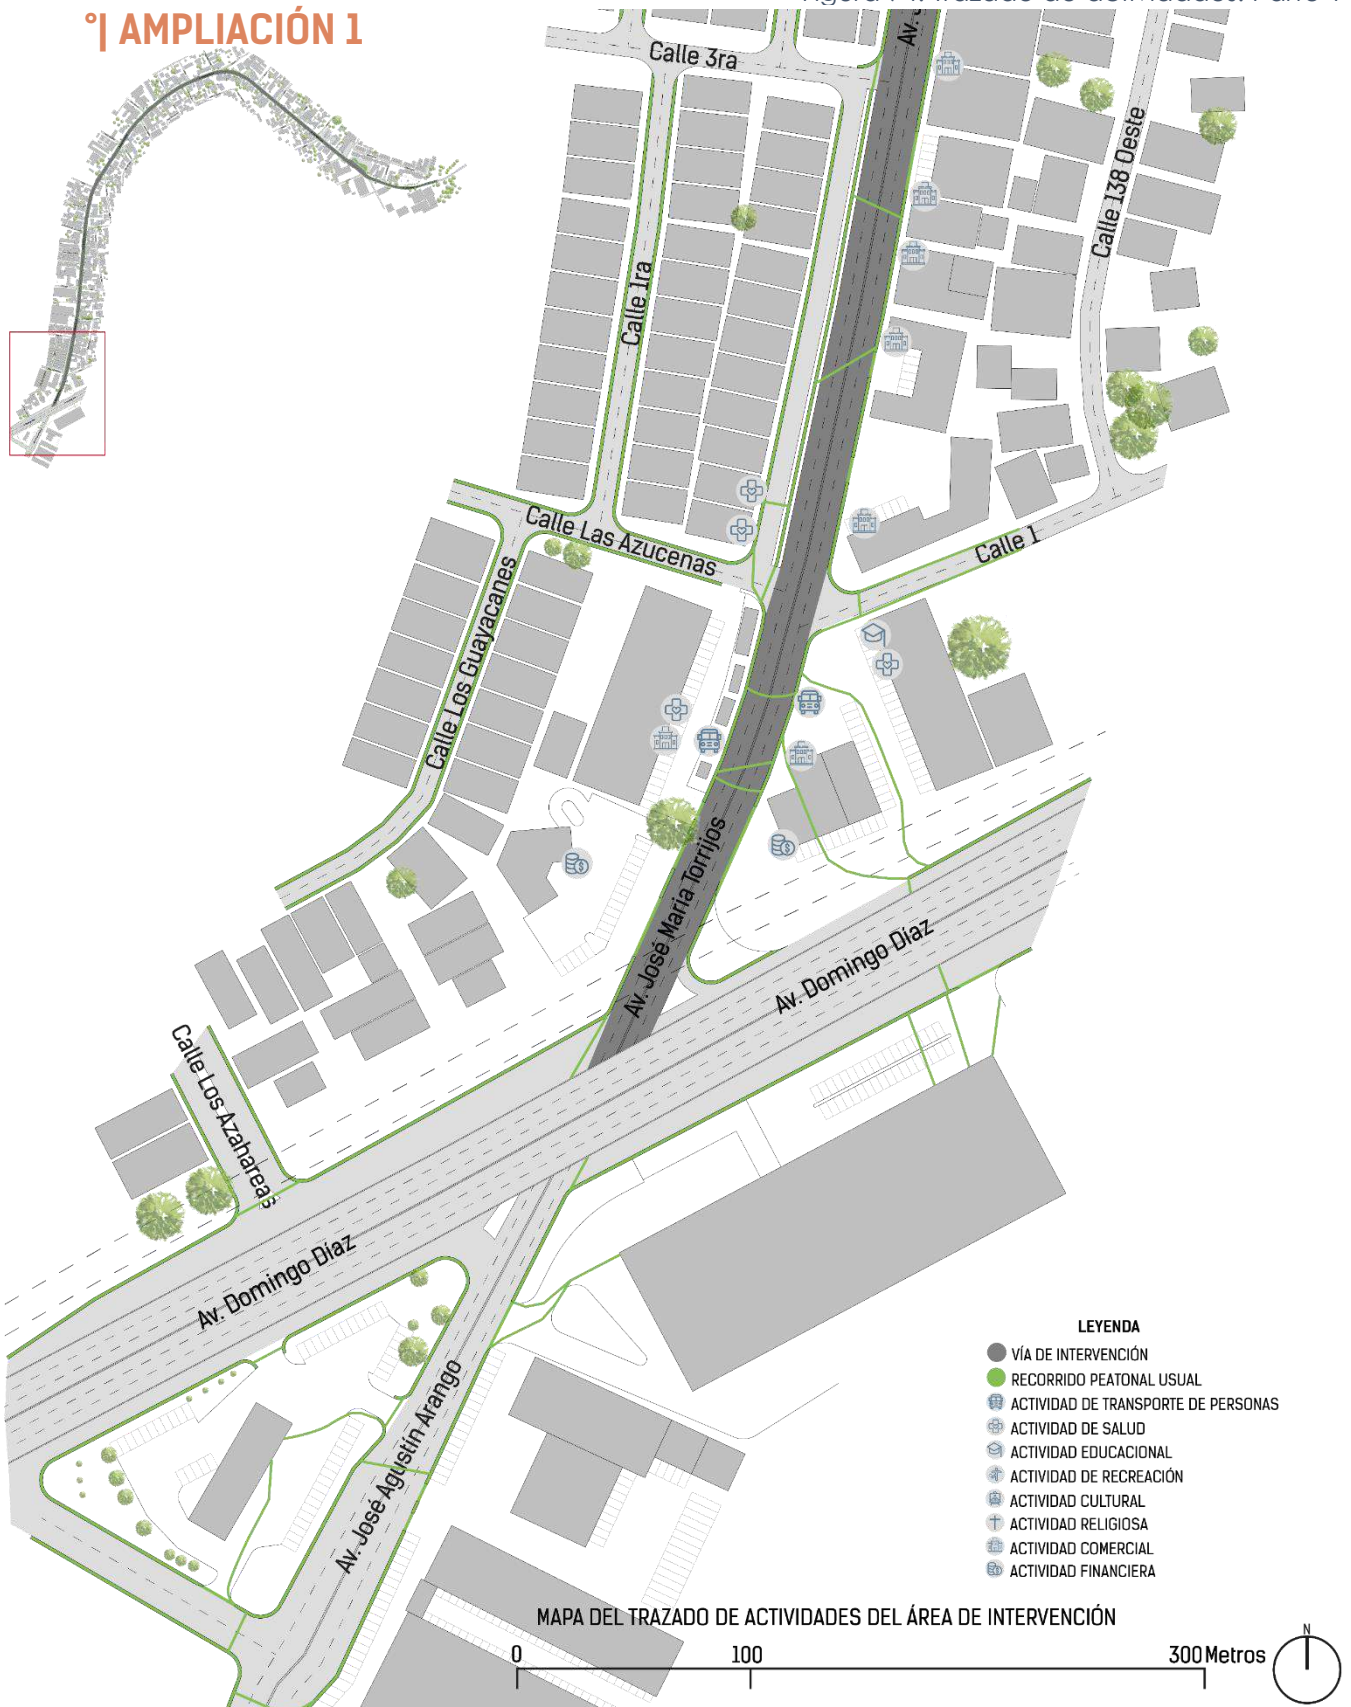 °| AMPLIACIÓN 1
Calle 3ra
Calle 138 Oeste
Calle 1ra
Calle Las Azucenas
Calle 1
Calle Los Guayacanes
Av. José María Torrijos
Av. Domingo Díaz
Calle Los Azahareas
Av. Domingo Díaz
Av. José Agustín Arango
LEYENDA
VÍA DE INTERVENCIÓN
RECORRIDO PEATONAL USUAL
ACTIVIDAD DE TRANSPORTE DE PERSONAS
ACTIVIDAD DE SALUD
ACTIVIDAD EDUCACIONAL
ACTIVIDAD DE RECREACIÓN
ACTIVIDAD CULTURAL
ACTIVIDAD RELIGIOSA
ACTIVIDAD COMERCIAL
ACTIVIDAD FINANCIERA
MAPA DEL TRAZADO DE ACTIVIDADES DEL ÁREA DE INTERVENCIÓN
0 100 300 Metros
N